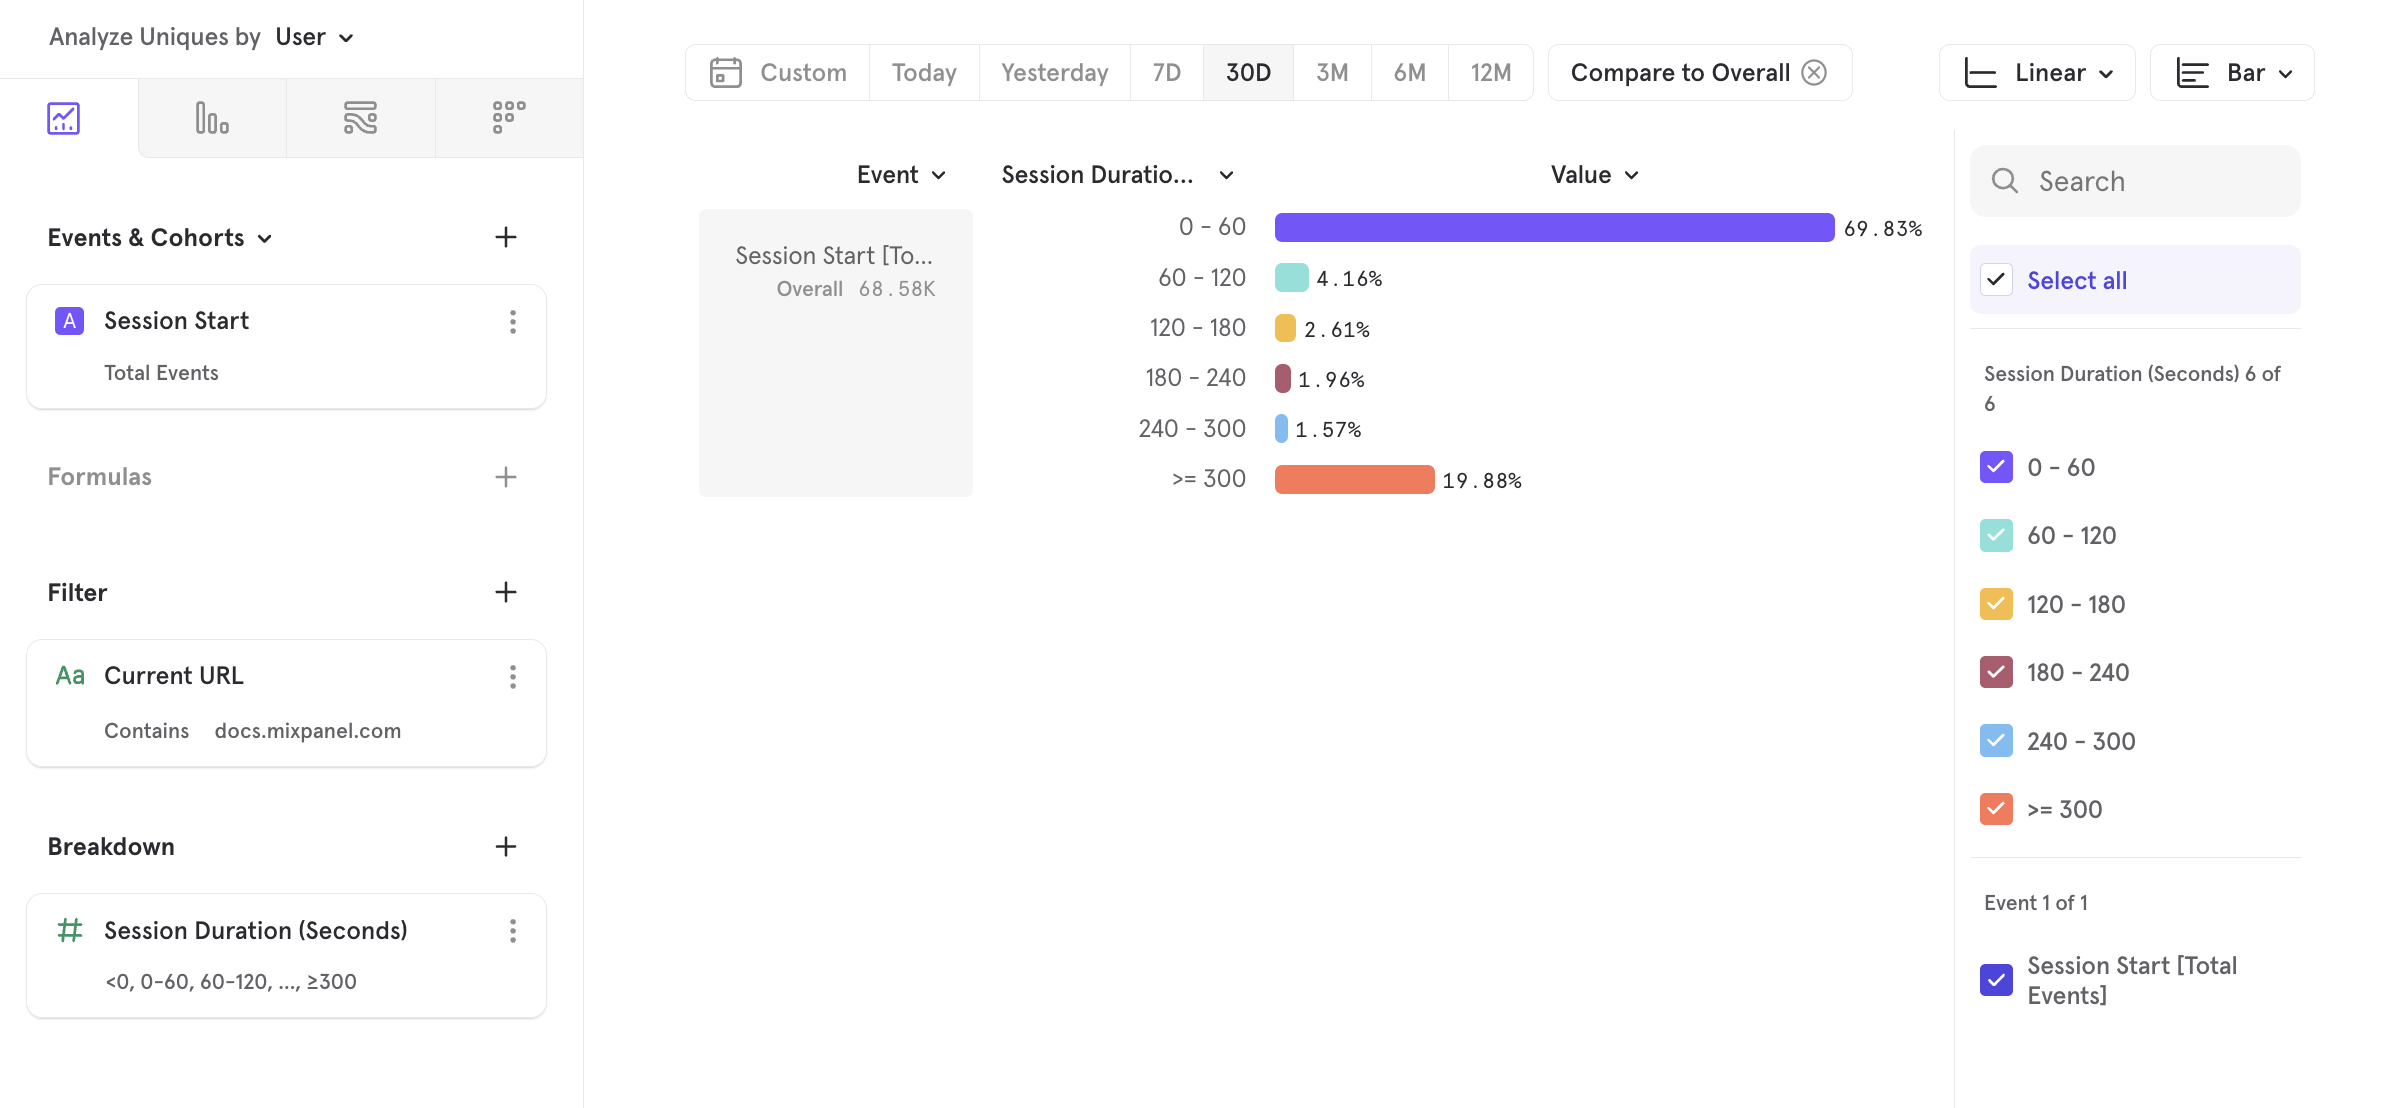 Analyze Uniques by User
Events & Cohorts
A Session Start
Total Events
Formulas
Filter
Aa Current URL
Contains docs.mixpanel.com
Breakdown
# Session Duration (Seconds)
<0, 0-60, 60-120, ..., ≥300
Custom Today Yesterday 7D 30D 3M 6M 12M Compare to Overall Linear Bar
Event Session Duratio... Value
Session Start [To...
Overall 68.58K
0 - 60 69.83%
60 - 120 4.16%
120 - 180 2.61%
180 - 240 1.96%
240 - 300 1.57%
>= 300 19.88%
Search
Select all
Session Duration (Seconds) 6 of
6
0 - 60
60 - 120
120 - 180
180 - 240
240 - 300
>= 300
Event 1 of 1
Session Start [Total
Events]